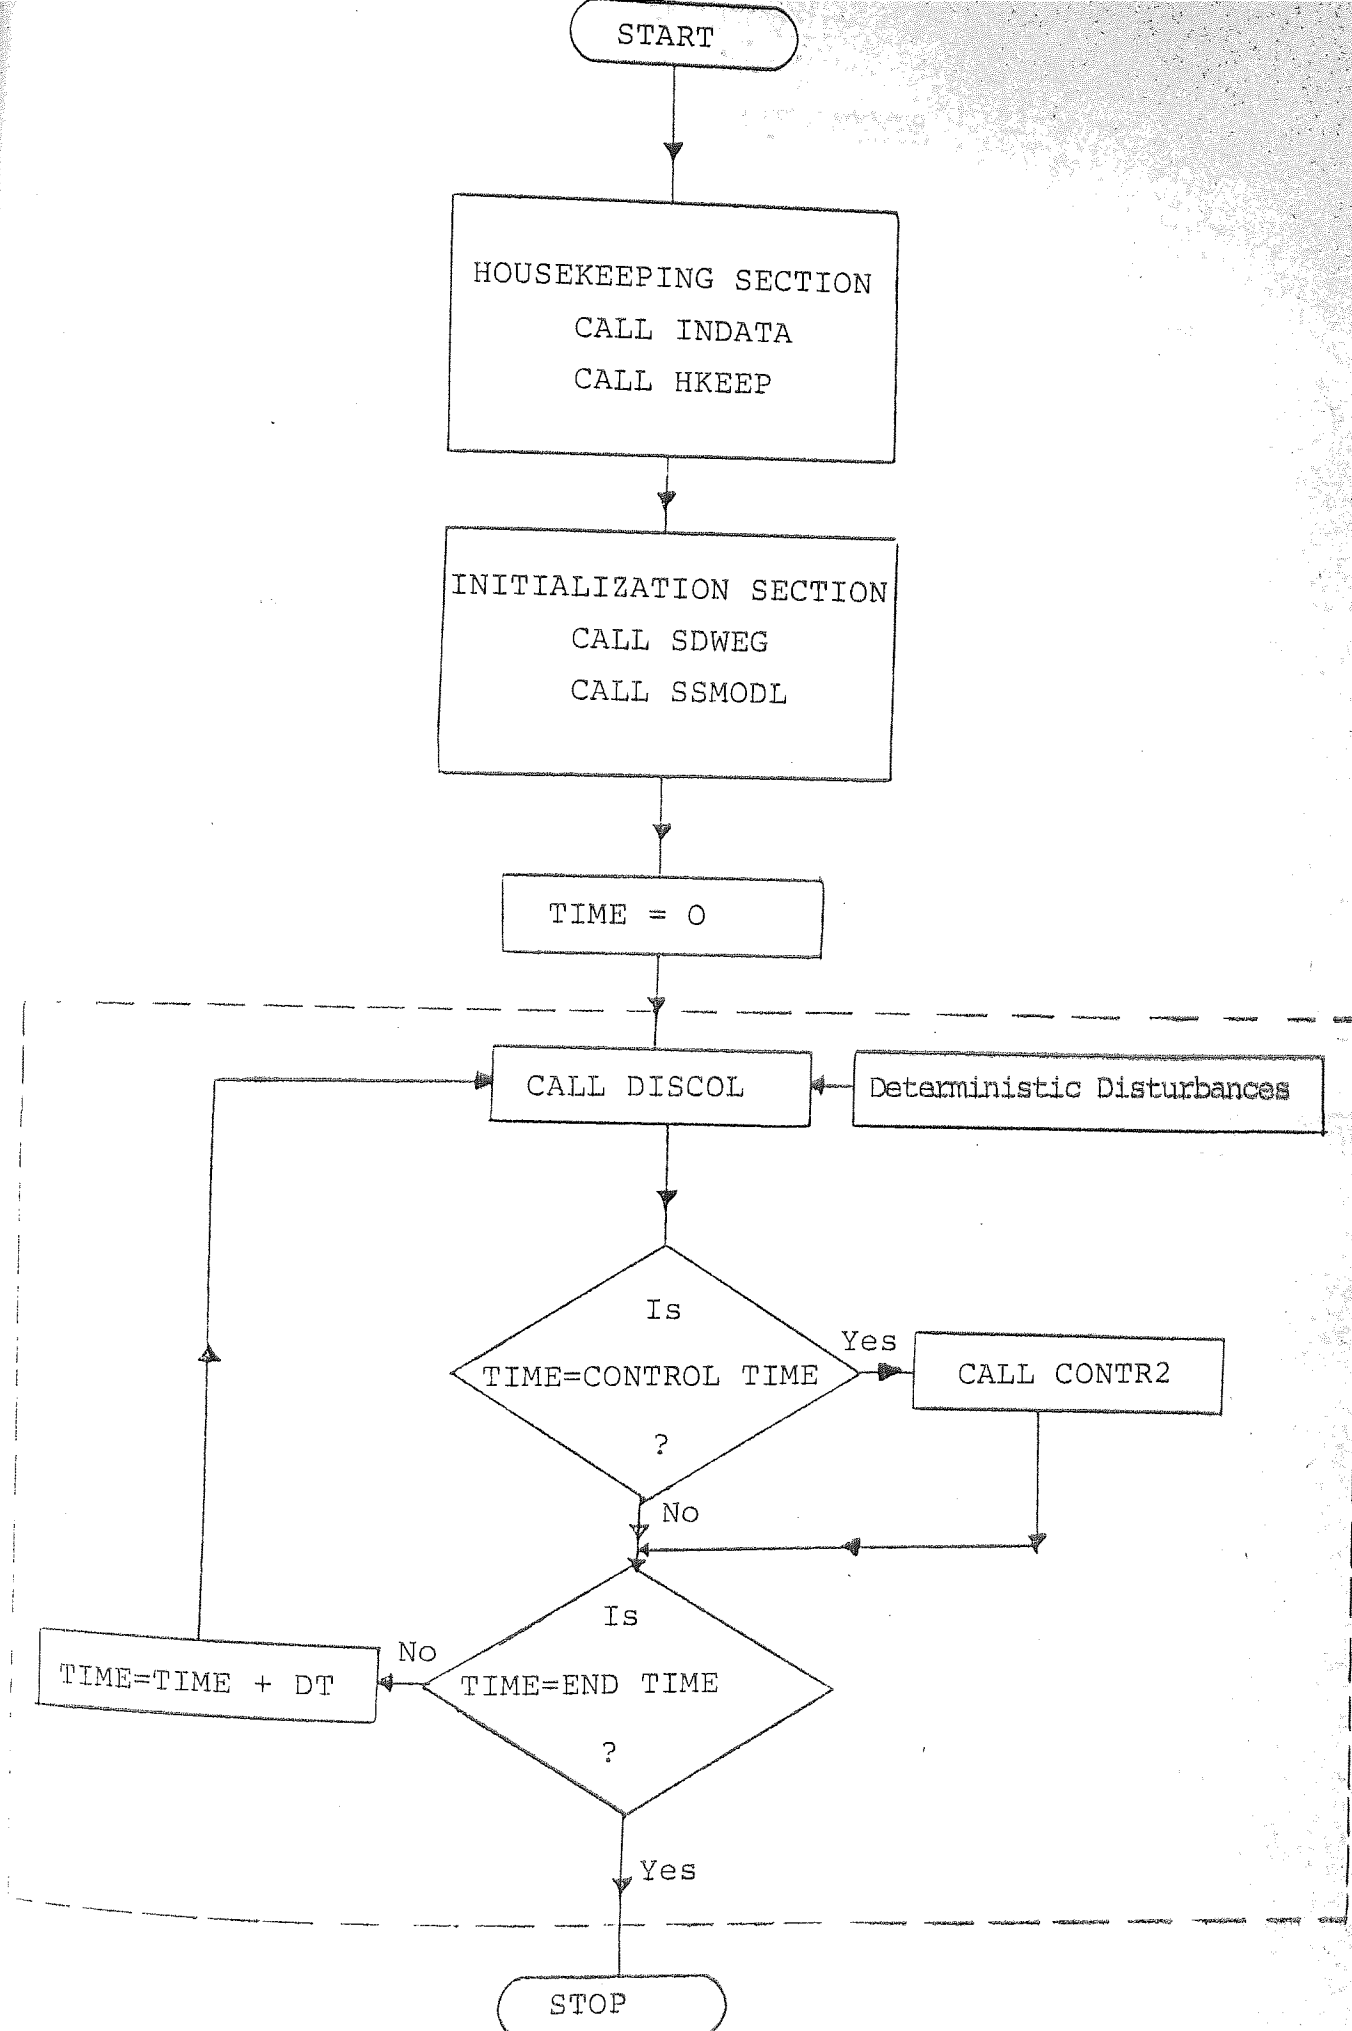 START
HOUSEKEEPING SECTION
CALL INDATA
CALL HKEEP
INITIALIZATION SECTION
CALL SDWEG
CALL SSMODL
TIME = O
CALL DISCOL
Deterministic Disturbances
Is
TIME=CONTROL TIME
?
Yes
CALL CONTR2
No
Is
TIME=END TIME
?
No
TIME=TIME + DT
Yes
STOP